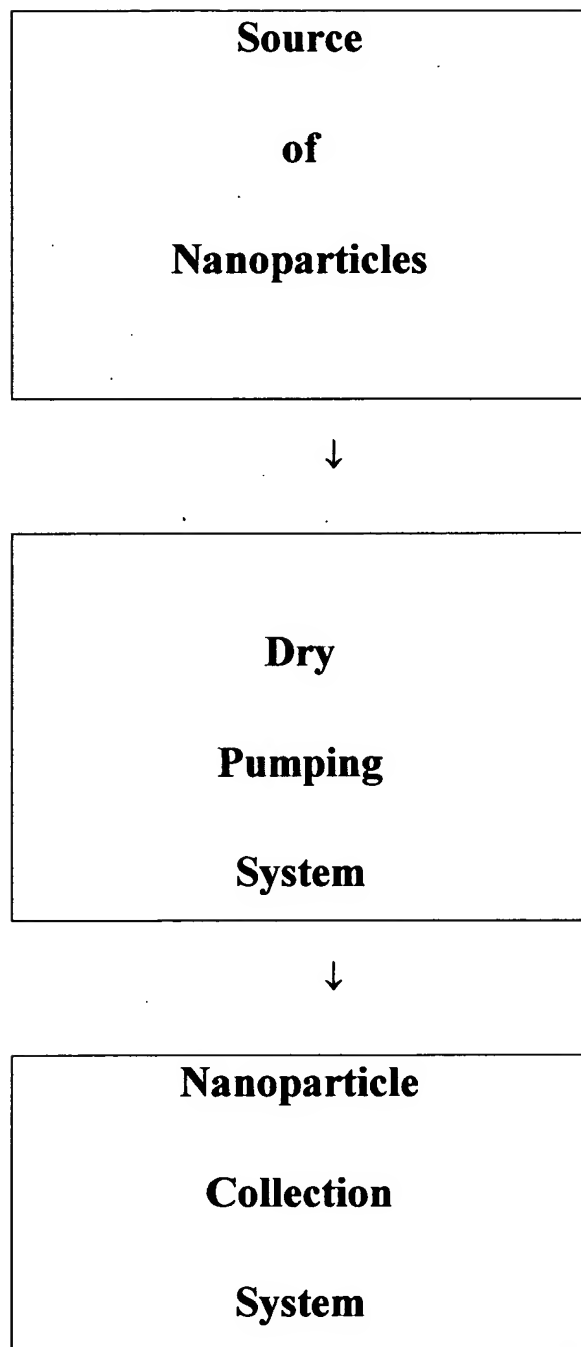 Source
of
Nanoparticles
↓
Dry
Pumping
System
↓
Nanoparticle
Collection
System